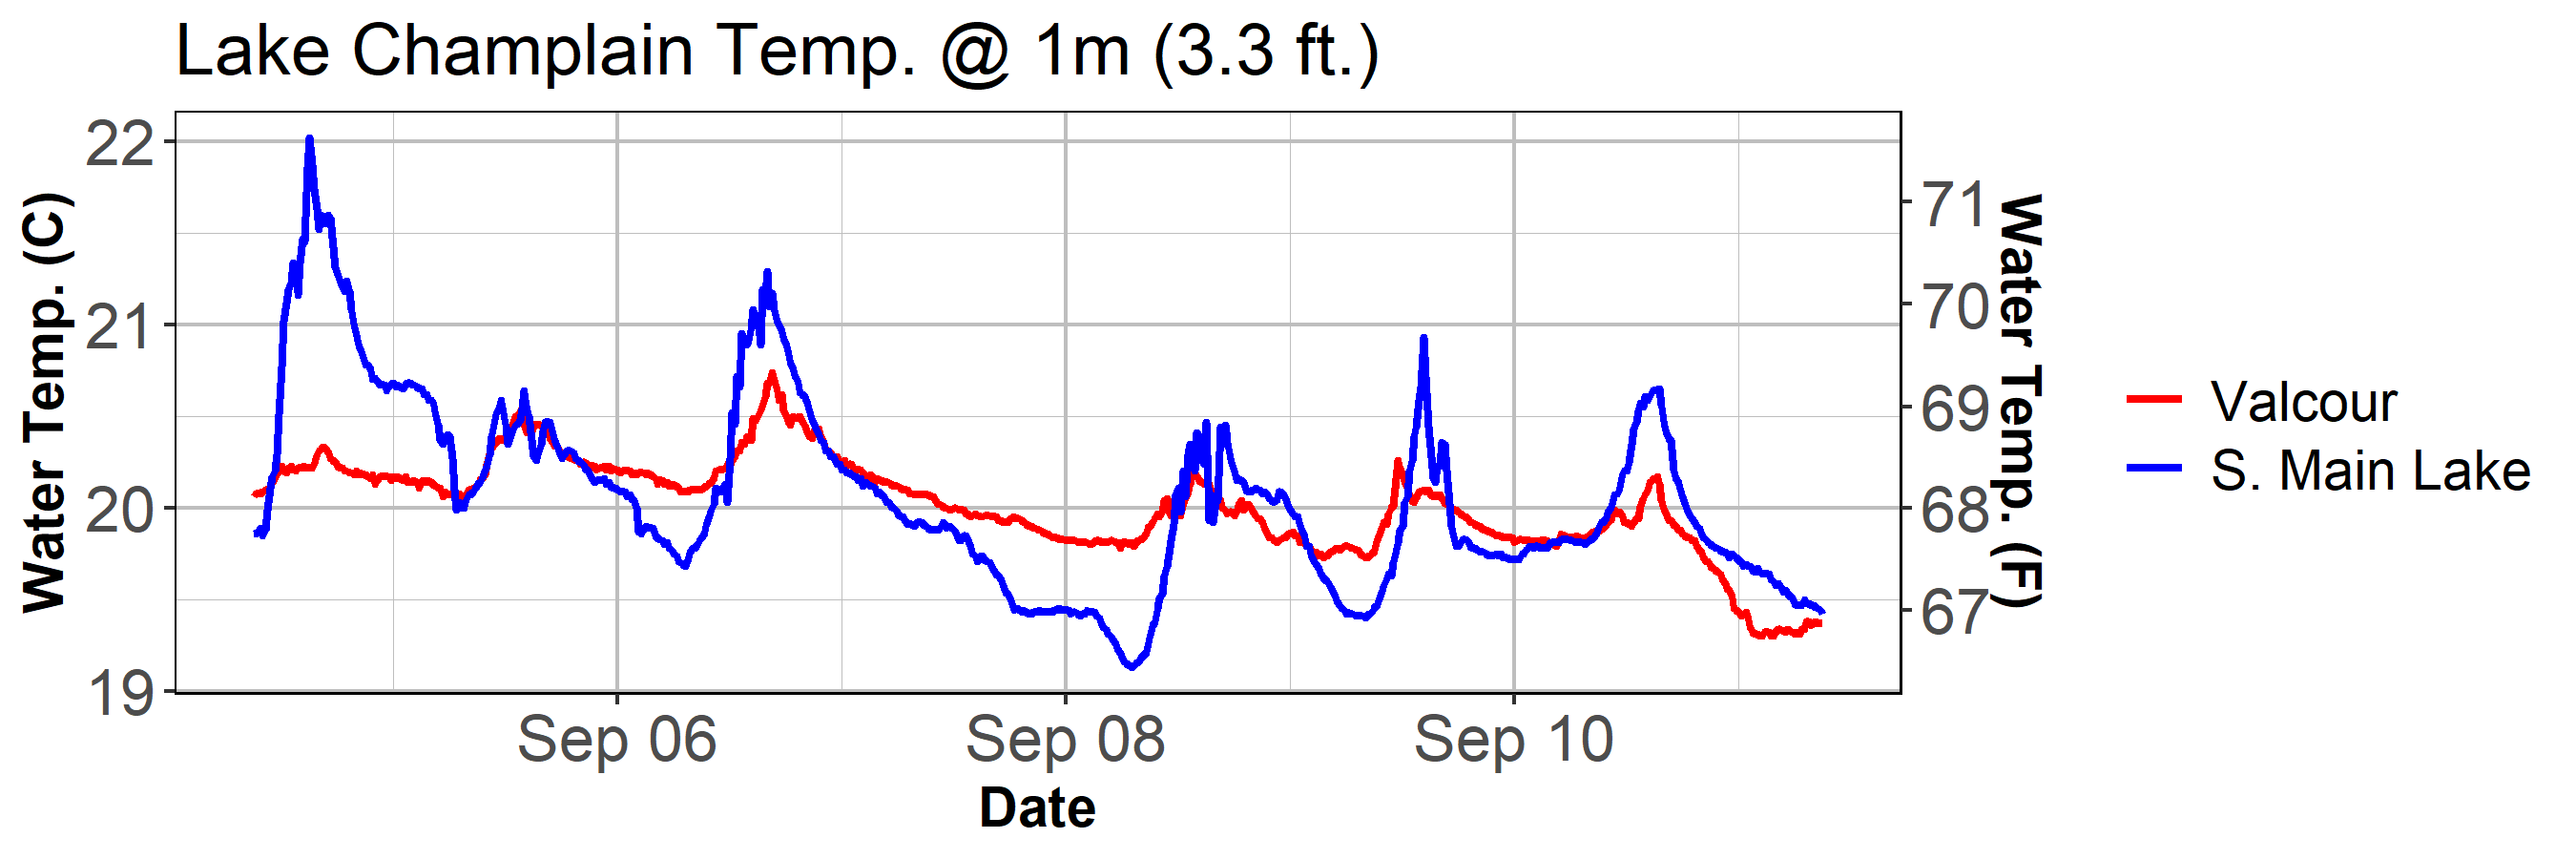 Lake Champlain Temp. @ 1m (3.3 ft.)
Water Temp. (C)
22
21
20
19
71
70
69
68
67
Water Temp. (F)
Sep 06
Sep 08
Sep 10
Date
Valcour
S. Main Lake